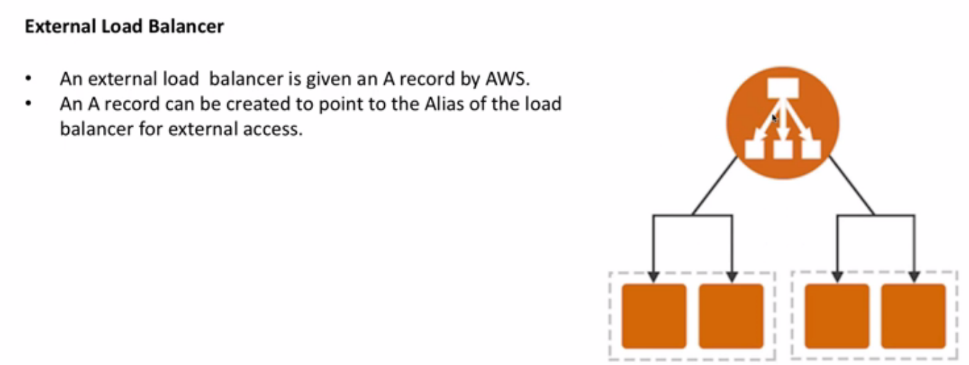 External Load Balancer
• An external load balancer is given an A record by AWS.
• An A record can be created to point to the Alias of the load
balancer for external access.